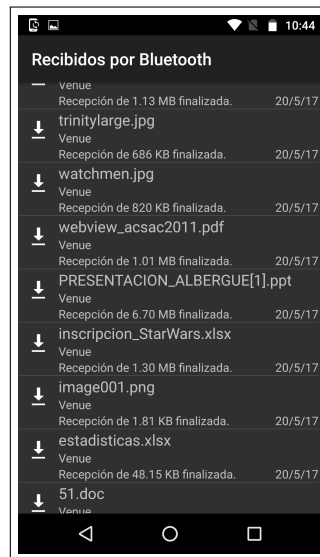 10:44
Recibidos por Bluetooth
Venue
Recepción de 1.13 MB finalizada. 20/5/17
trinitylarge.jpg
Venue
Recepción de 686 KB finalizada. 20/5/17
watchmen.jpg
Venue
Recepción de 820 KB finalizada. 20/5/17
webview_acsac2011.pdf
Venue
Recepción de 1.01 MB finalizada. 20/5/17
PRESENTACION_ALBERGUE[1].ppt
Venue
Recepción de 6.70 MB finalizada. 20/5/17
inscripcion_StarWars.xlsx
Venue
Recepción de 1.30 MB finalizada. 20/5/17
image001.png
Venue
Recepción de 1.81 KB finalizada. 20/5/17
estadisticas.xlsx
Venue
Recepción de 48.15 KB finalizada. 20/5/17
51.doc
Venue